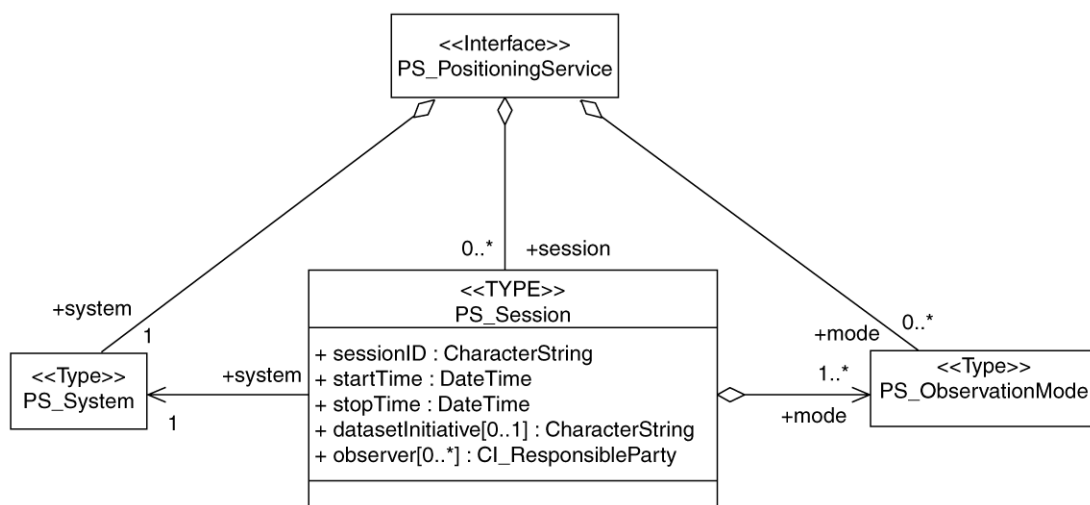 <<Interface>>
PS_PositioningService
0..*
+session
+system
1
+mode
0..*
<<TYPE>>
PS_Session
+ sessionID : CharacterString
+ startTime : DateTime
+ stopTime : DateTime
+ datasetInitiative[0..1] : CharacterString
+ observer[0..*] : CI_ResponsibleParty
<<Type>>
PS_System
+system
1
1..*
+mode
<<Type>>
PS_ObservationMode